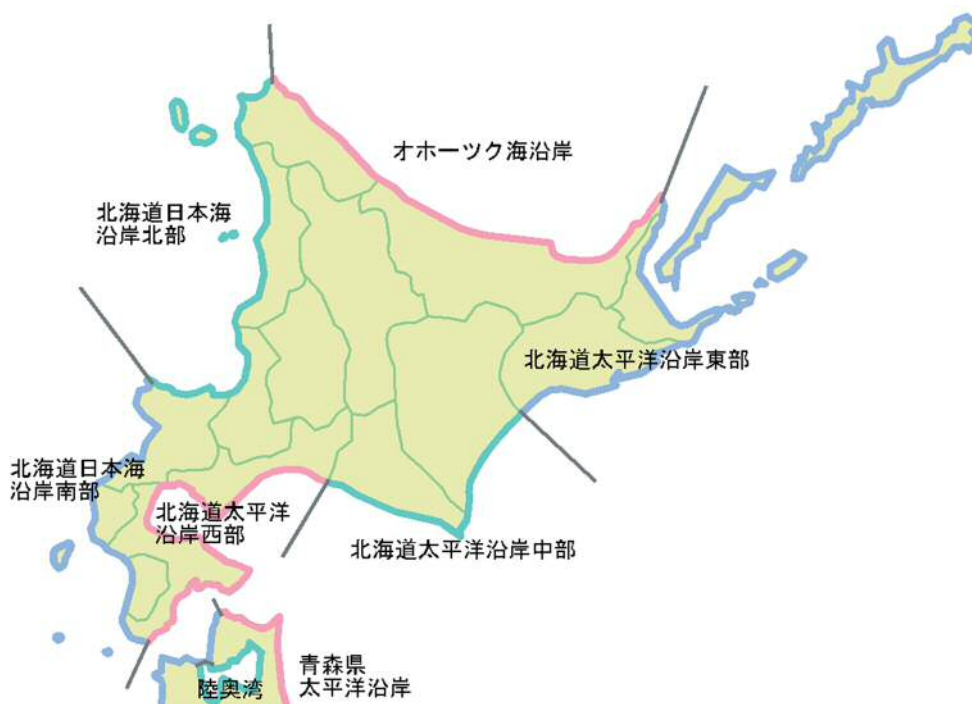 オホーツク海沿岸
北海道日本海
沿岸北部
北海道太平洋沿岸東部
北海道日本海
沿岸南部
北海道太平洋
沿岸西部
北海道太平洋沿岸中部
青森県
太平洋沿岸
陸奥湾